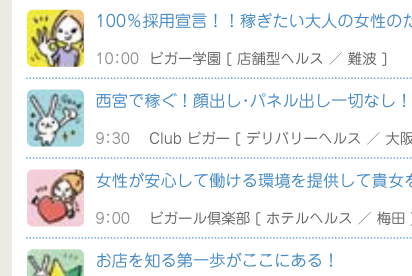 100％採用宣言！！稼ぎたい大人の女性の
10:00 ビガー学園 [ 店舗型ヘルス ／ 難波 ]
西宮で稼ぐ！顔出し･パネル出し一切なし！
9:30 Club ビガー [ デリバリーヘルス ／ 大阪
女性が安心して働ける環境を提供して貴女を
9:00 ビガール倶楽部 [ ホテルヘルス ／ 梅田 ]
お店を知る第一歩がここにある！